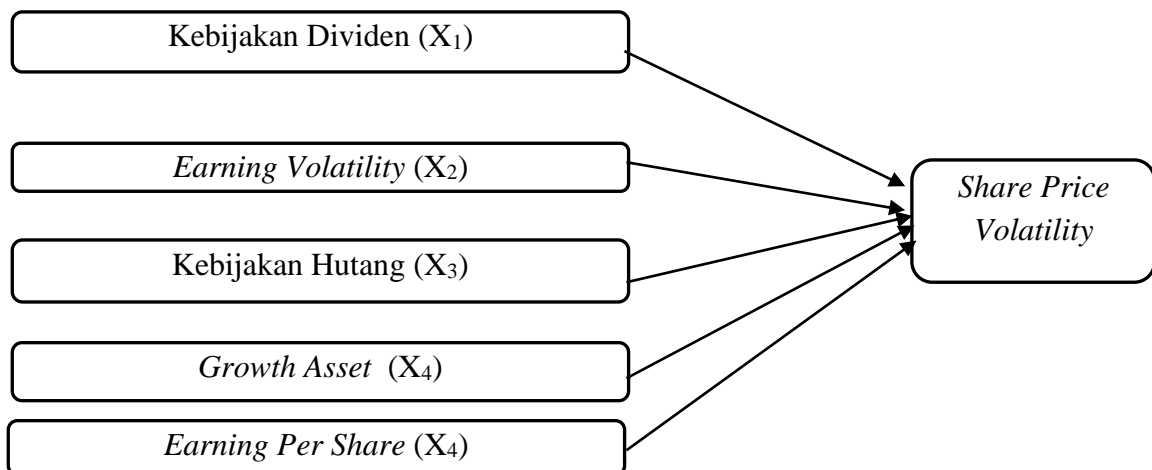 Kebijakan Dividen (X₁)
Earning Volatility (X₂)
Kebijakan Hutang (X₃)
Growth Asset (X₄)
Earning Per Share (X₄)
Share Price
Volatility